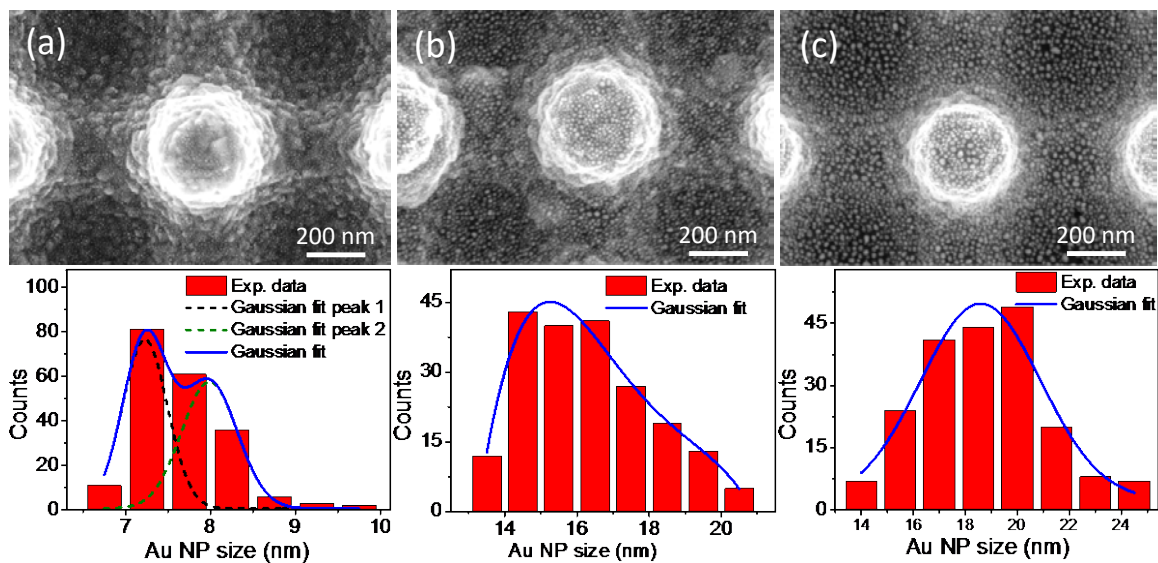 (a)
200 nm
(b)
200 nm
(c)
200 nm
100
80
60
40
20
0
Counts
Exp. data
Gaussian fit peak 1
Gaussian fit peak 2
Gaussian fit
7 8 9 10
Au NP size (nm)
45
30
15
0
Counts
Exp. data
Gaussian fit
14 16 18 20
Au NP size (nm)
45
30
15
0
Counts
Exp. data
Gaussian fit
14 16 18 20 22 24
Au NP size (nm)